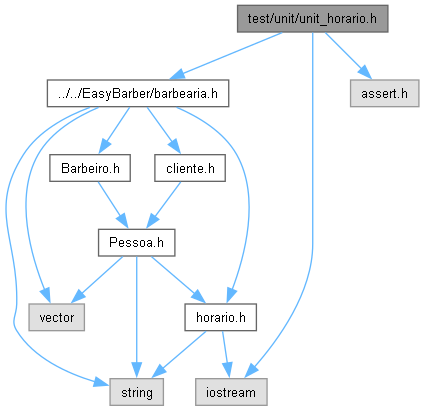 test/unit/unit_horario.h
../../EasyBarber/barbearia.h
assert.h
Barbeiro.h
cliente.h
Pessoa.h
vector
horario.h
string
iostream